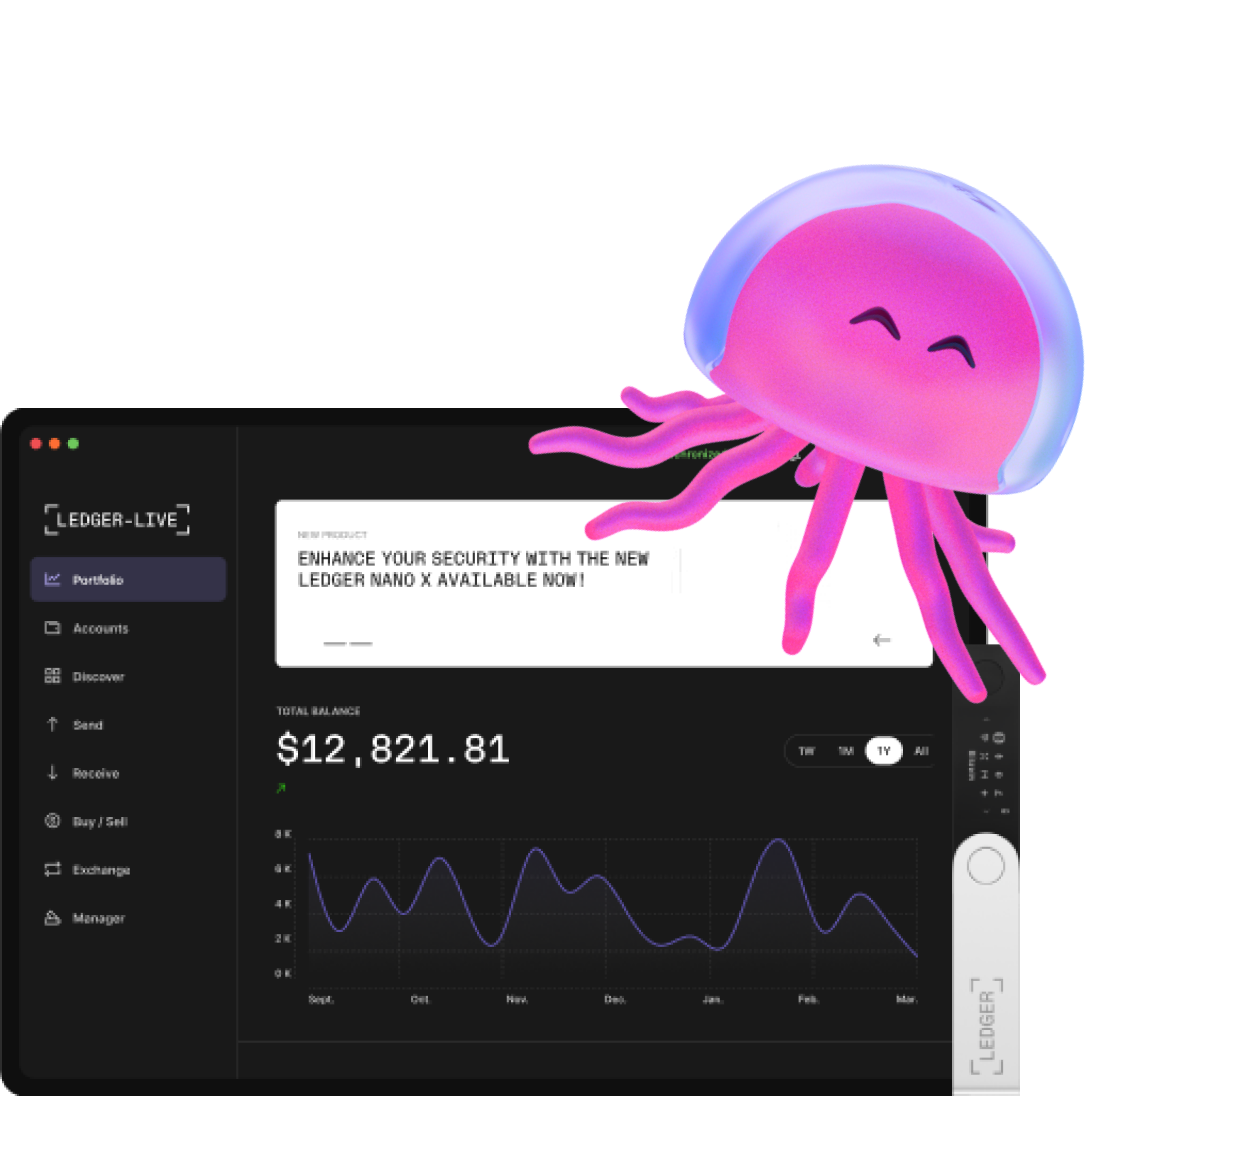 LEDGER-LIVE
Portfolio
Accounts
Discover
Send
Receive
Buy / Sell
Exchange
Manager
NEW PRODUCT
ENHANCE YOUR SECURITY WITH THE NEW
LEDGER NANO X AVAILABLE NOW!
TOTAL BALANCE
$12,821.81
1W 1M 1Y All
8 K
6 K
4 K
2 K
0 K
Sept. Oct. Nov. Dec. Jan. Feb. Mar.
LEDGER